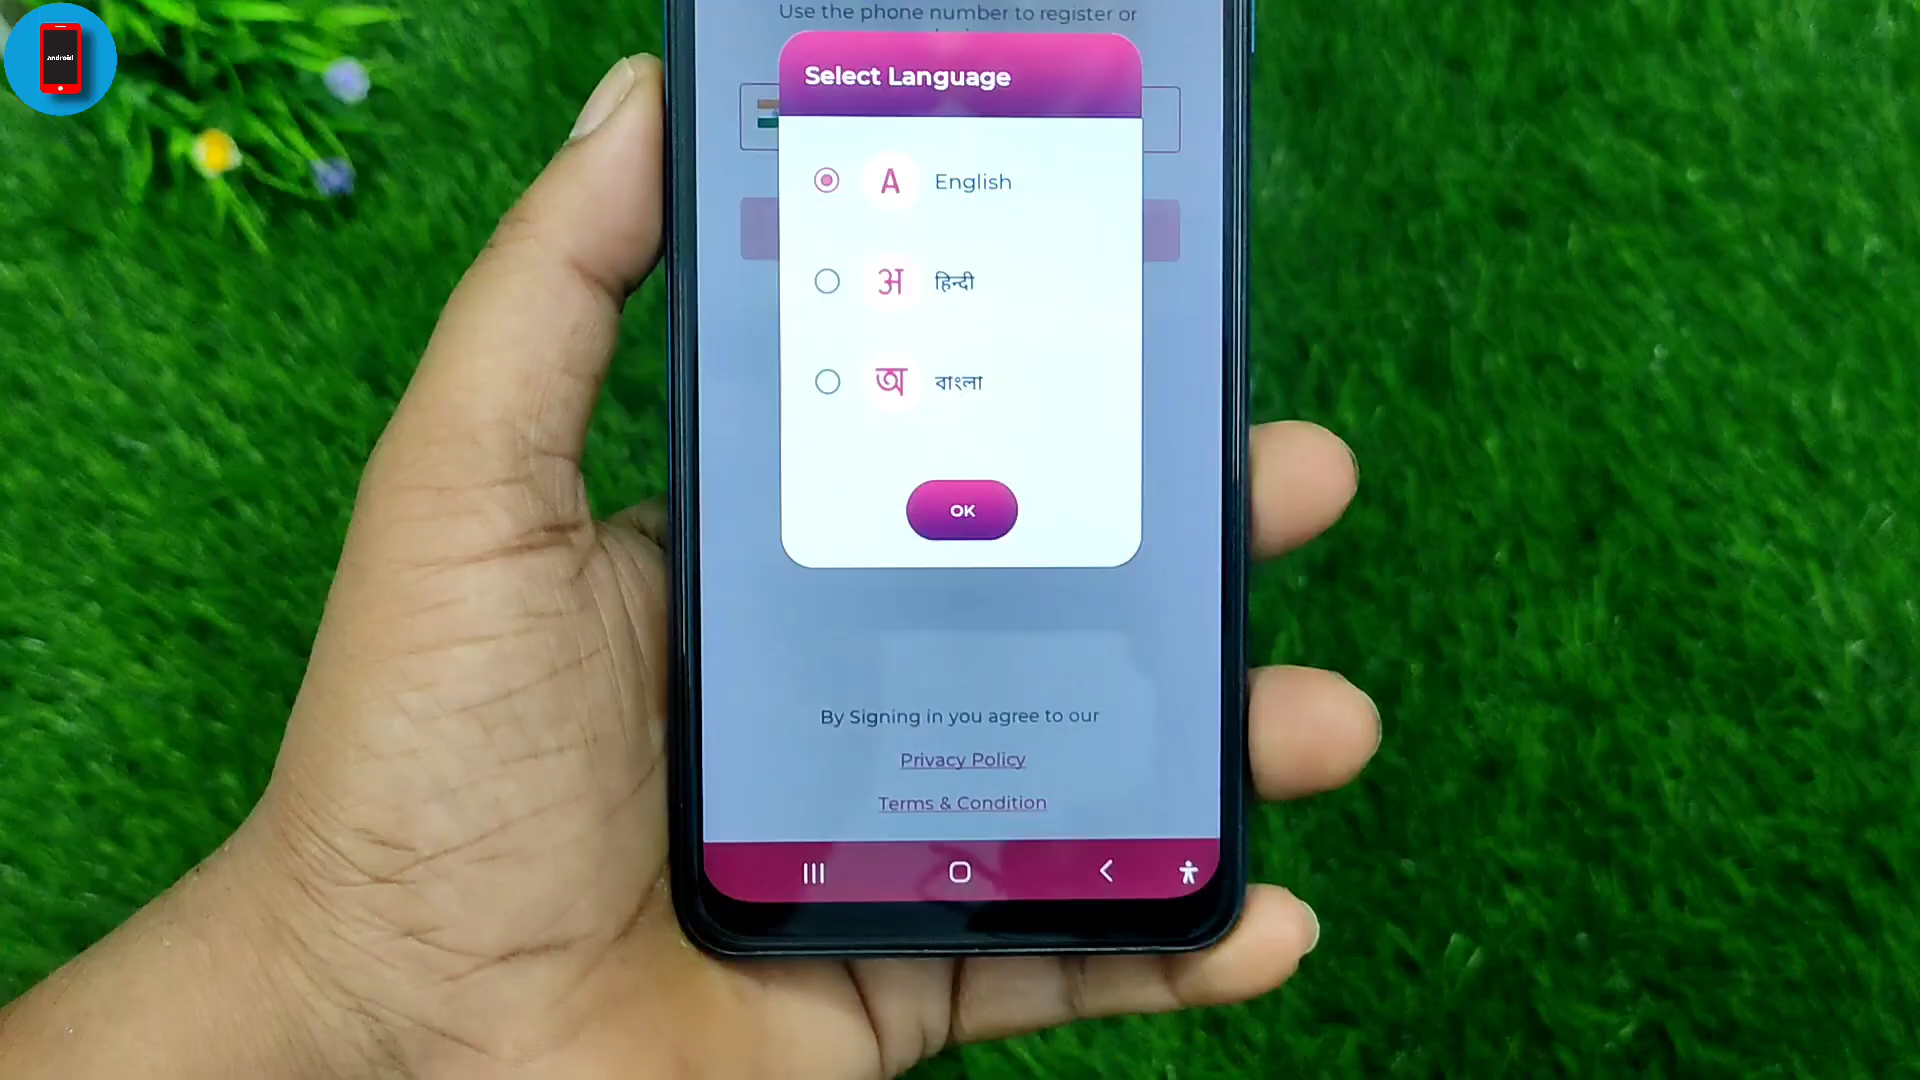 Android
Use the phone number to register or
Select Language
A English
अ हिन्दी
অ বাংলা
OK
By Signing in you agree to our
Privacy Policy
Terms & Condition